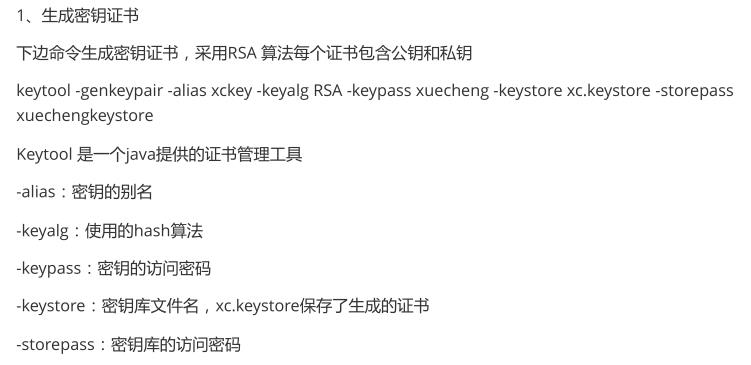 1、生成密钥证书
下边命令生成密钥证书，采用RSA 算法每个证书包含公钥和私钥
keytool -genkeypair -alias xckey -keyalg RSA -keypass xuecheng -keystore xc.keystore -storepass
xuechengkeystore
Keytool 是一个java提供的证书管理工具
-alias：密钥的别名
-keyalg：使用的hash算法
-keypass：密钥的访问密码
-keystore：密钥库文件名，xc.keystore保存了生成的证书
-storepass：密钥库的访问密码